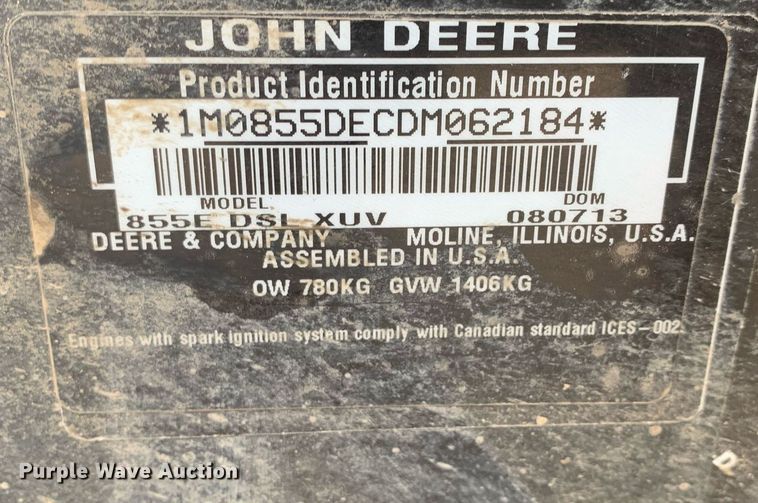 JOHN DEERE
Product Identification Number
*1M0855DECDM062184*
MODEL DOM
855E DSL XUV 080713
DEERE & COMPANY MOLINE, ILLINOIS, U.S.A.
ASSEMBLED IN U.S.A.
OW 780KG GVW 1406KG
Engines with spark ignition system comply with Canadian standard ICES-002.
Purple Wave Auction